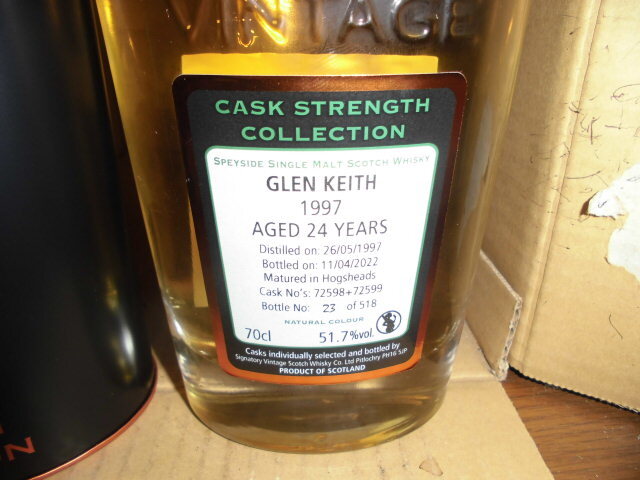 VINTAGE
CASK STRENGTH
COLLECTION
SPEYSIDE SINGLE MALT SCOTCH WHISKY
GLEN KEITH
1997
AGED 24 YEARS
Distilled on: 26/05/1997
Bottled on: 11/04/2022
Matured in Hogsheads
Cask No's: 72598+72599
Bottle No: 23 of 518
NATURAL COLOUR
70cl 51.7%vol.
Casks individually selected and bottled by
Signatory Vintage Scotch Whisky Co. Ltd Pitlochry PH16 5JP
PRODUCT OF SCOTLAND